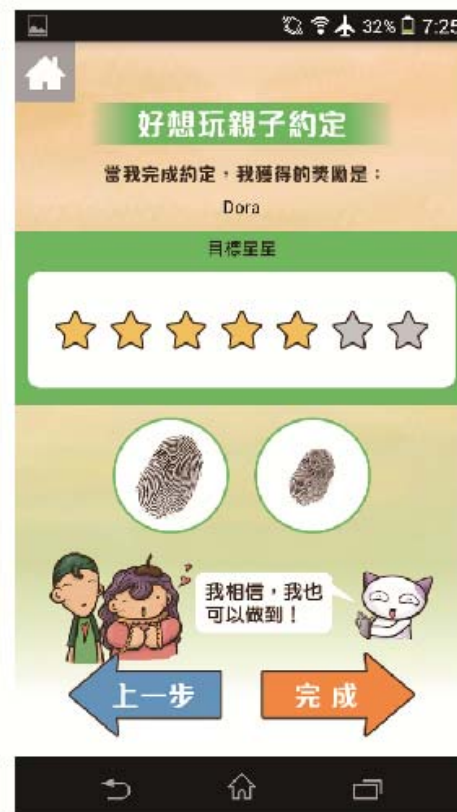 32% 7:25
好想玩親子約定
當我完成約定，我獲得的獎勵是：
Dora
目標星星
我相信，我也
可以做到！
上一步
完成